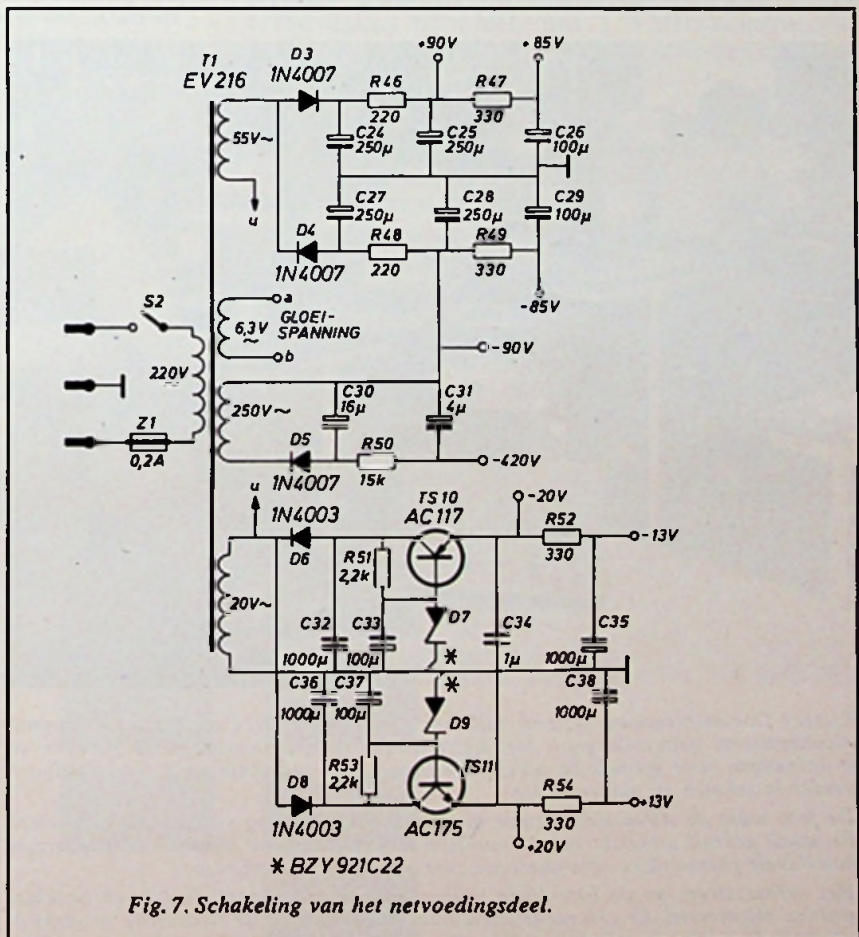 T1
EV216
D3
1N4007
+90V
+85V
R46
220
R47
330
55V~
C24
250µ
C25
250µ
C26
100µ
u
C27
250µ
C28
250µ
C29
100µ
D4
1N4007
R48
220
R49
330
-85V
S2
a
6,3V
~
GLOEI-
SPANNING
b
-90V
220V
Z1
0,2A
250V~
C30
16µ
C31
4µ
D5
1N4007
R50
15k
-420V
u
1N4003
D6
TS10
AC117
-20V
R52
330
-13V
R51
2,2k
20V~
D7
C32
1000µ
C33
100µ
*
C34
1µ
C35
1000µ
C36
1000µ
C37
100µ
*
D9
C38
1000µ
R53
2,2k
TS11
D8
1N4003
AC175
R54
330
+13V
+20V
* BZY921C22
Fig. 7. Schakeling van het netvoedingsdeel.